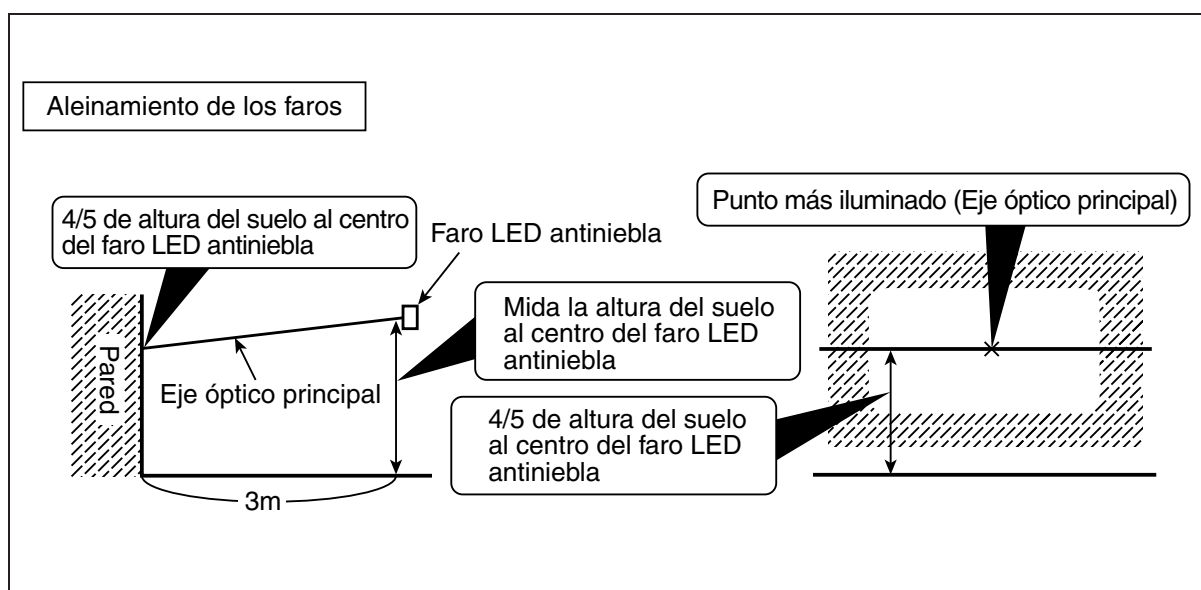 Aleinamiento de los faros
4/5 de altura del suelo al centro
del faro LED antiniebla
Faro LED antiniebla
Pared
Eje óptico principal
Mida la altura del suelo
al centro del faro LED
antiniebla
4/5 de altura del suelo
al centro del faro LED
antiniebla
3m
Punto más iluminado (Eje óptico principal)